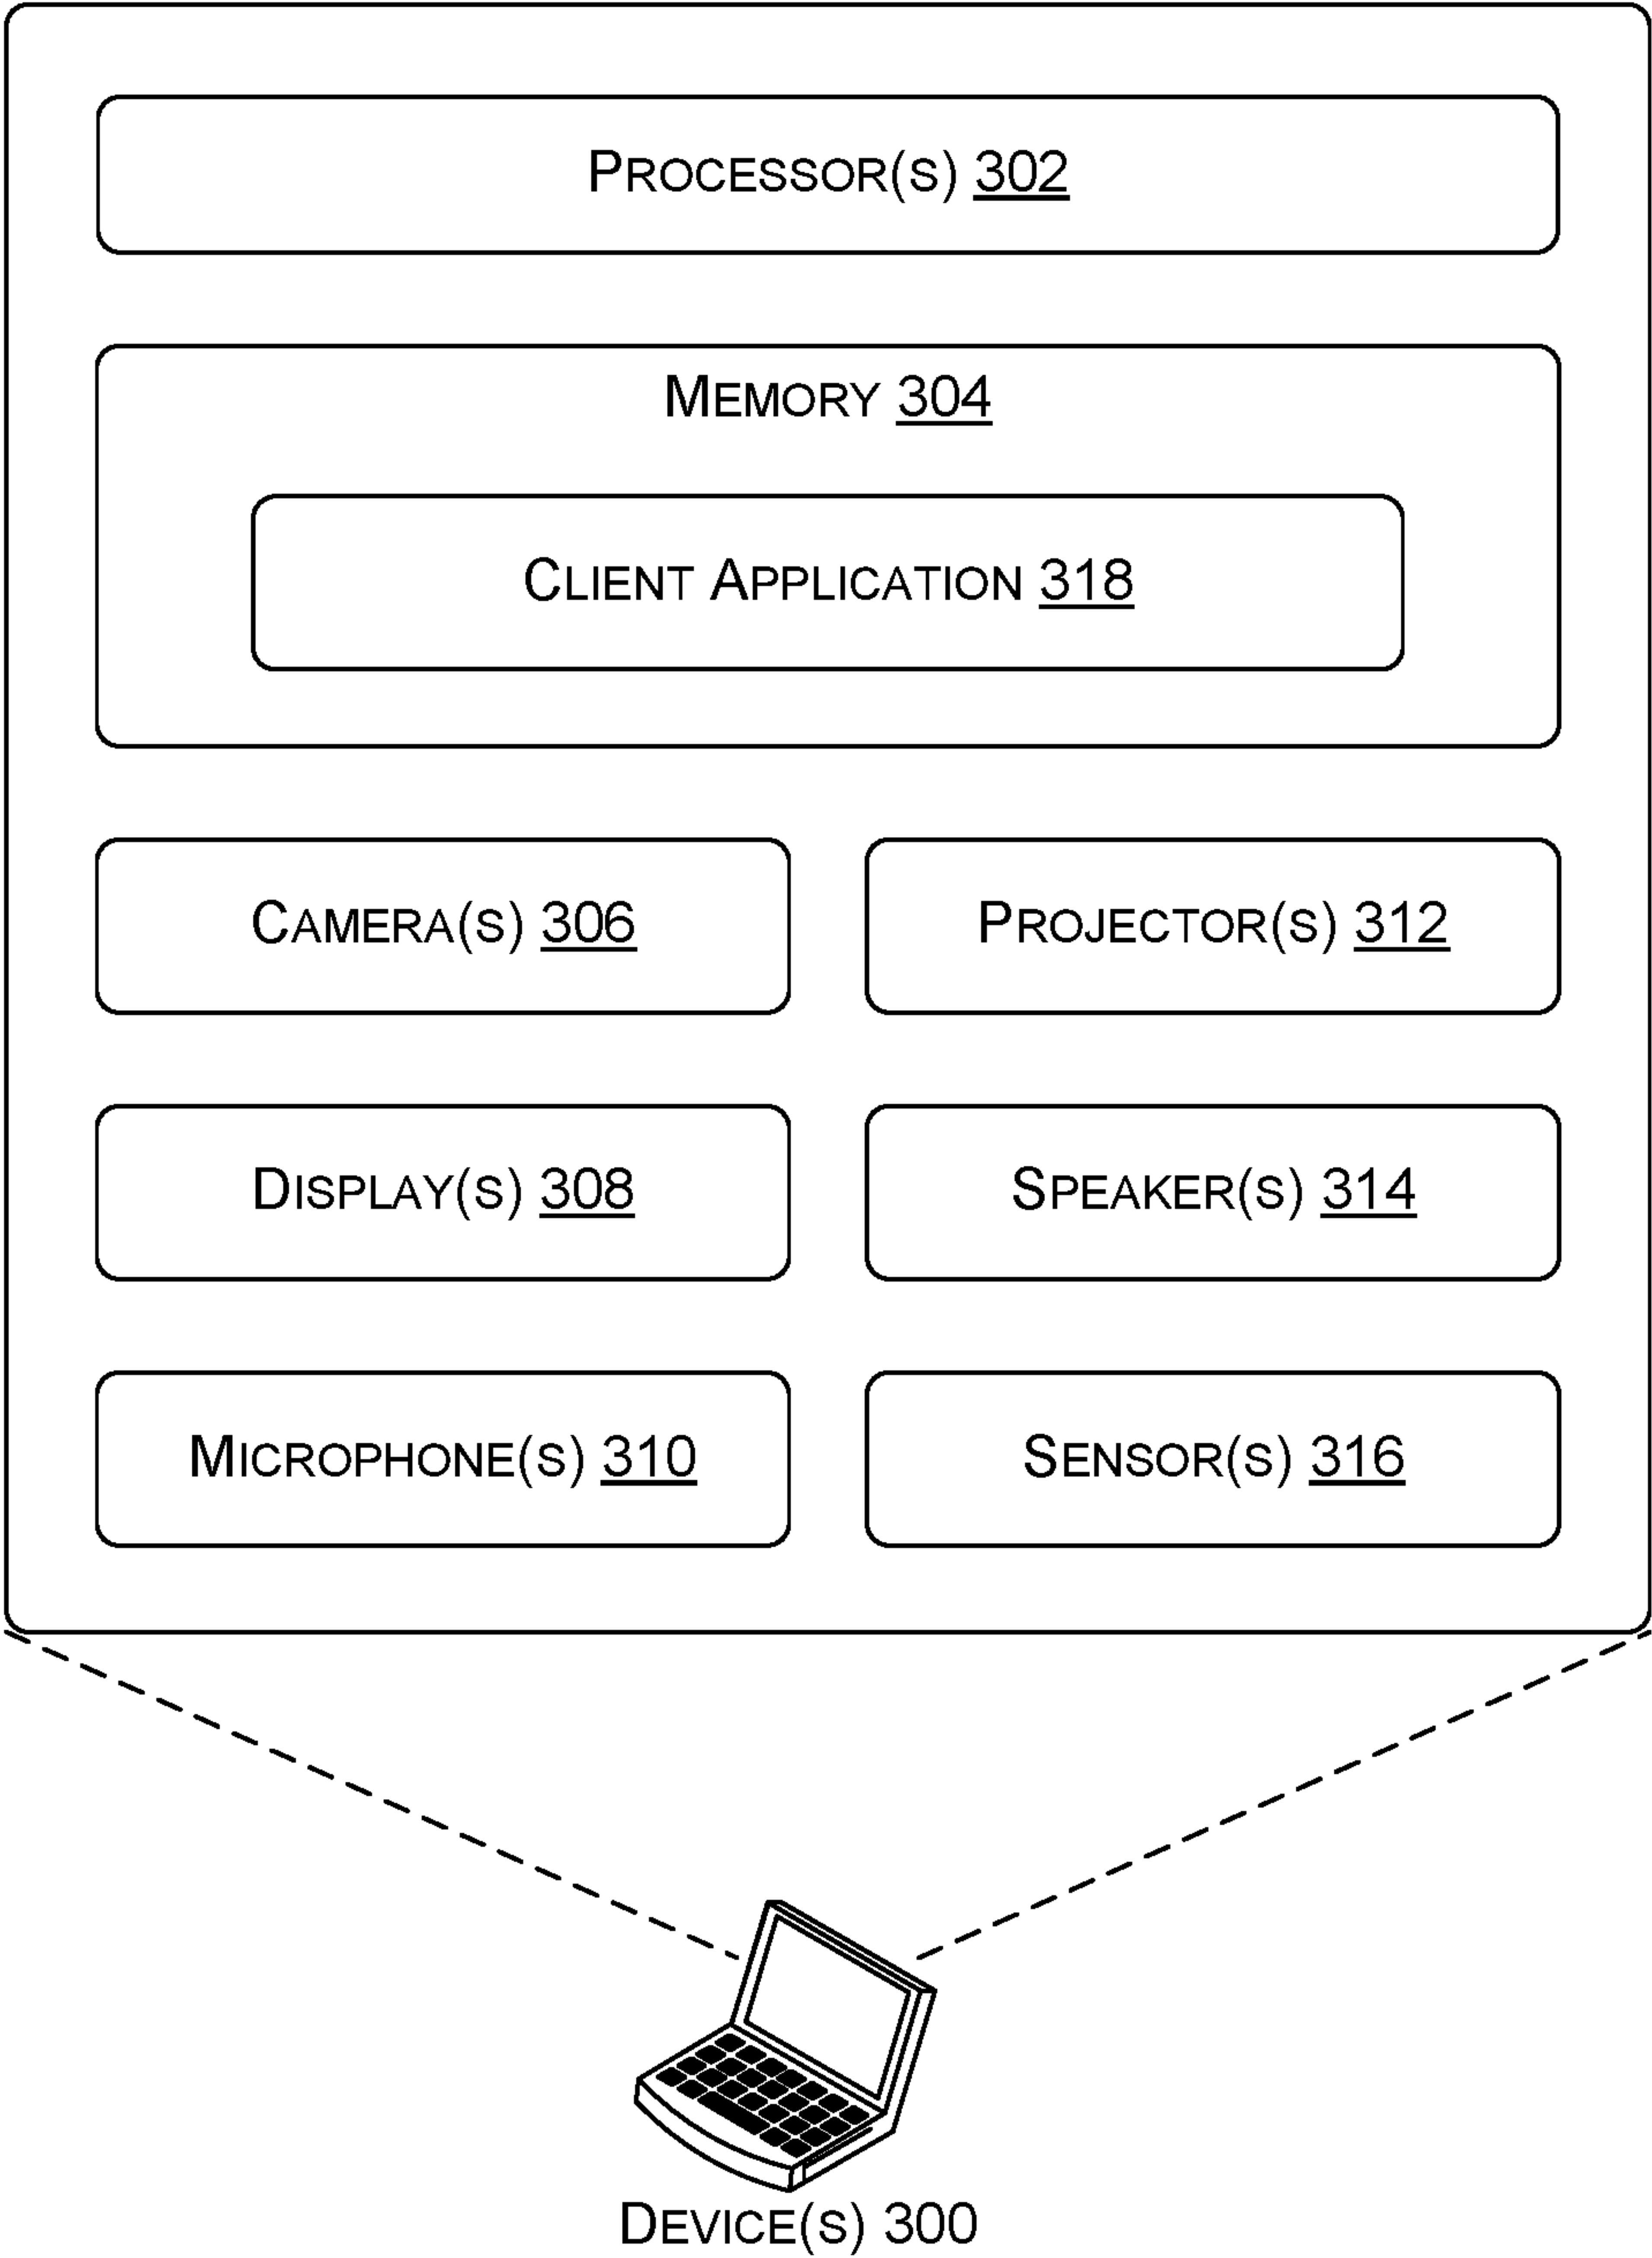 PROCESSOR(S) 302
MEMORY 304
CLIENT APPLICATION 318
CAMERA(S) 306
PROJECTOR(S) 312
DISPLAY(S) 308
SPEAKER(S) 314
MICROPHONE(S) 310
SENSOR(S) 316
DEVICE(S) 300